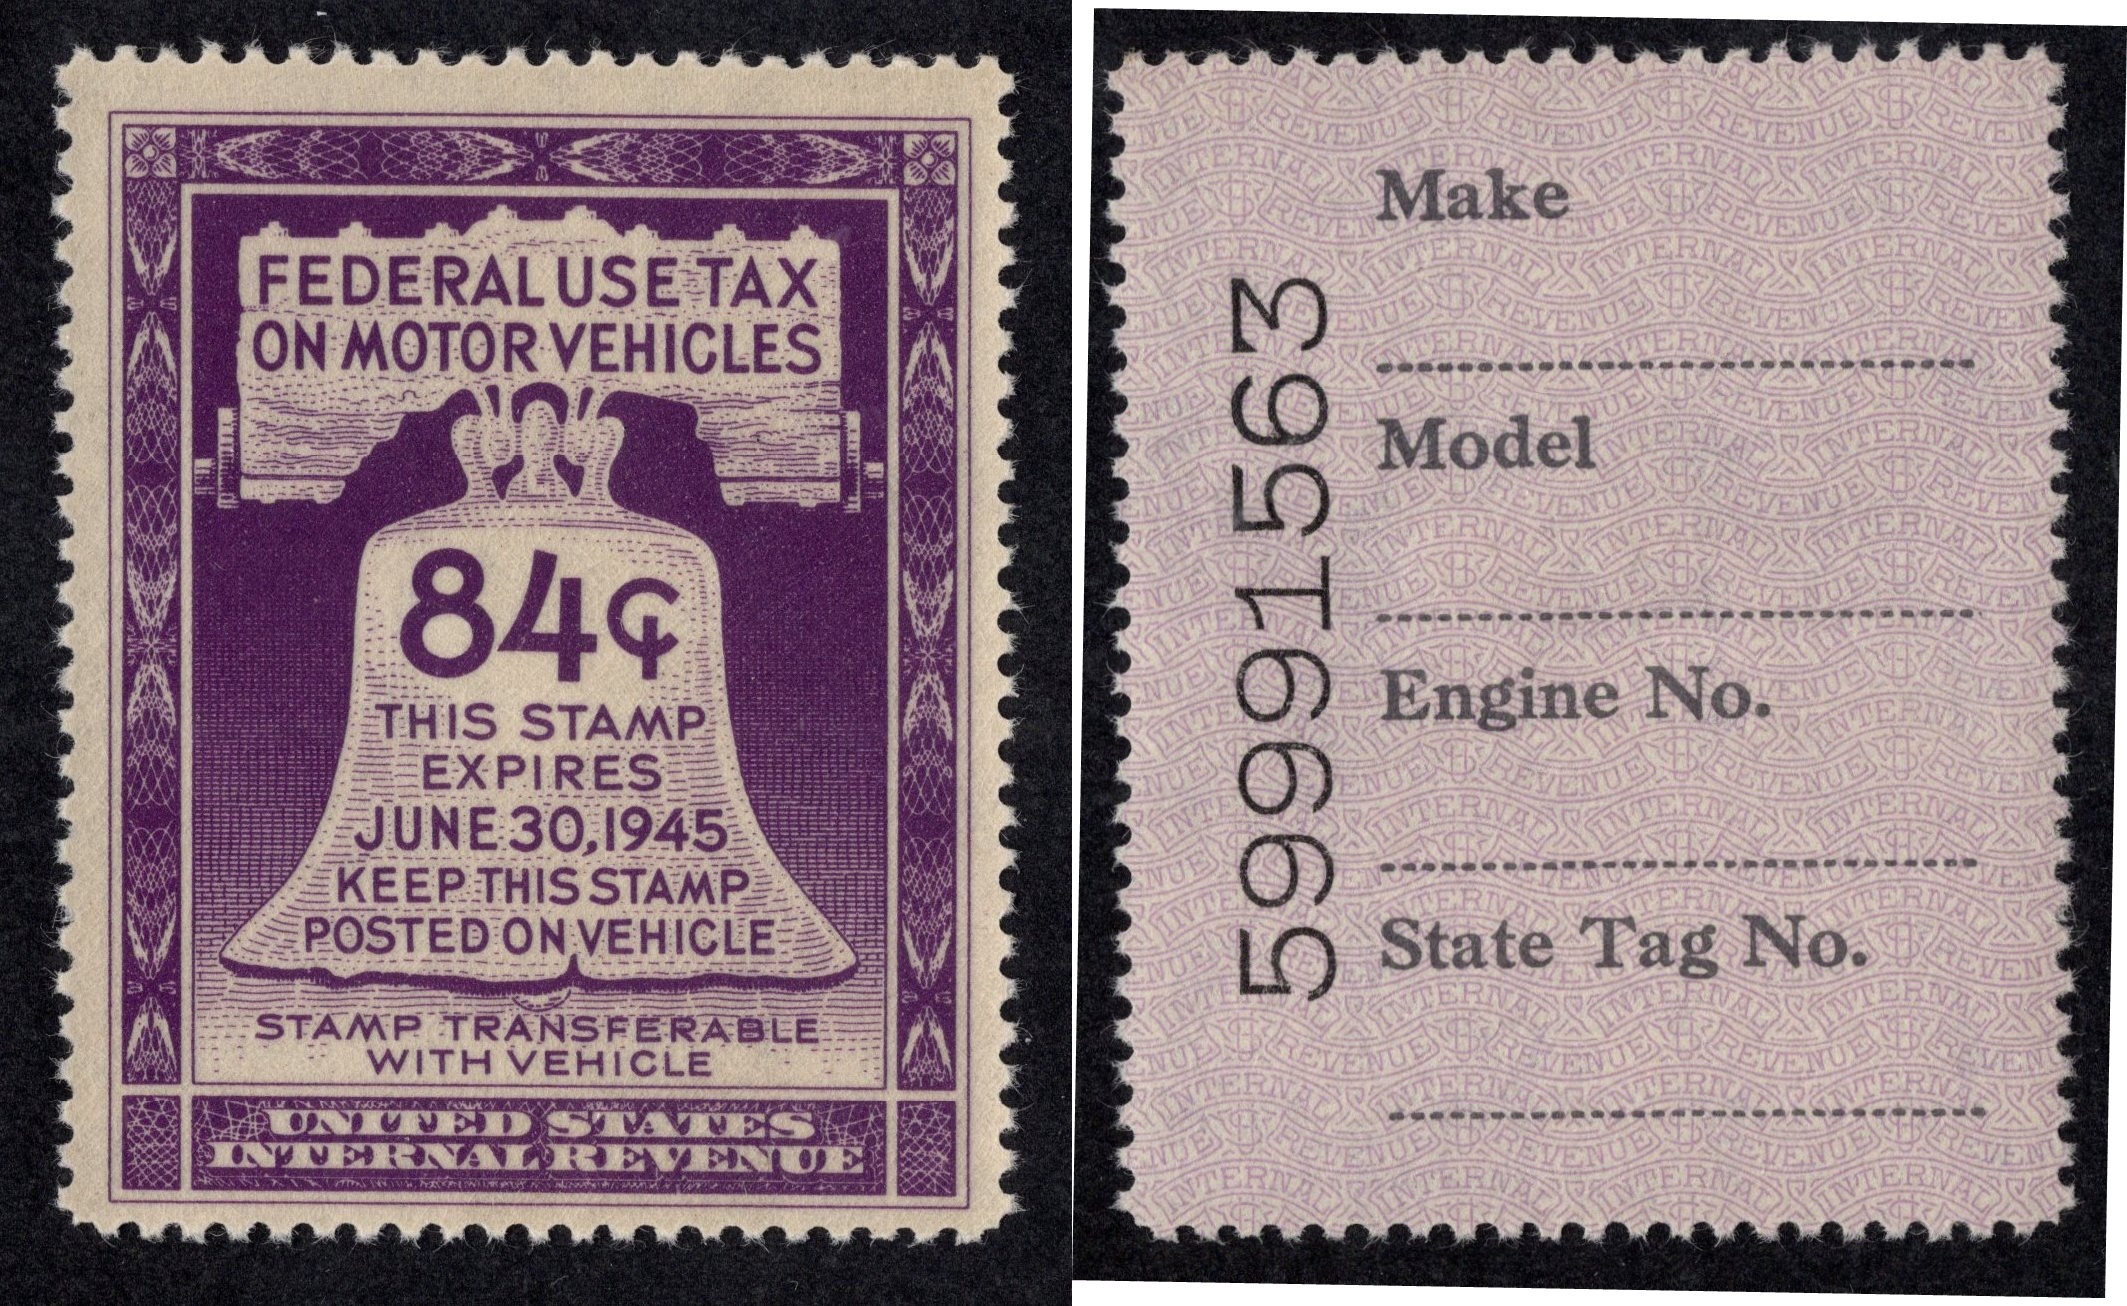 FEDERAL USE TAX
ON MOTOR VEHICLES
84¢
THIS STAMP
EXPIRES
JUNE 30, 1945
KEEP THIS STAMP
POSTED ON VEHICLE
STAMP TRANSFERABLE
WITH VEHICLE
UNITED STATES
INTERNAL REVENUE
59991563
Make
Model
Engine No.
State Tag No.